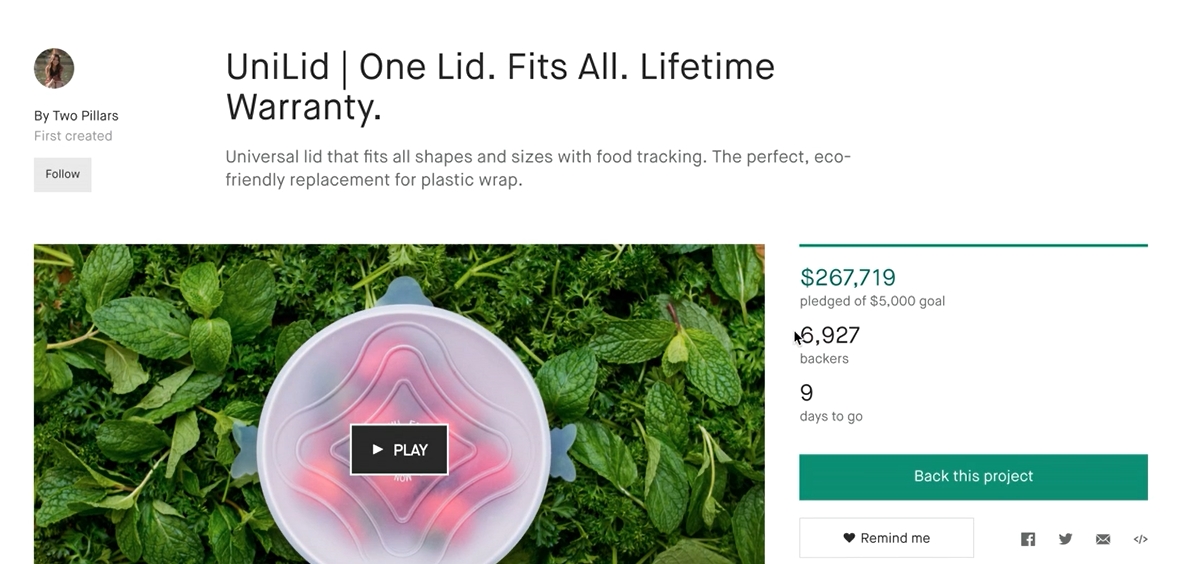 UniLid | One Lid. Fits All. Lifetime
Warranty.
By Two Pillars
First created
Follow
Universal lid that fits all shapes and sizes with food tracking. The perfect, eco-
friendly replacement for plastic wrap.
PLAY
NOW
$267,719
pledged of $5,000 goal
6,927
backers
9
days to go
Back this project
Remind me